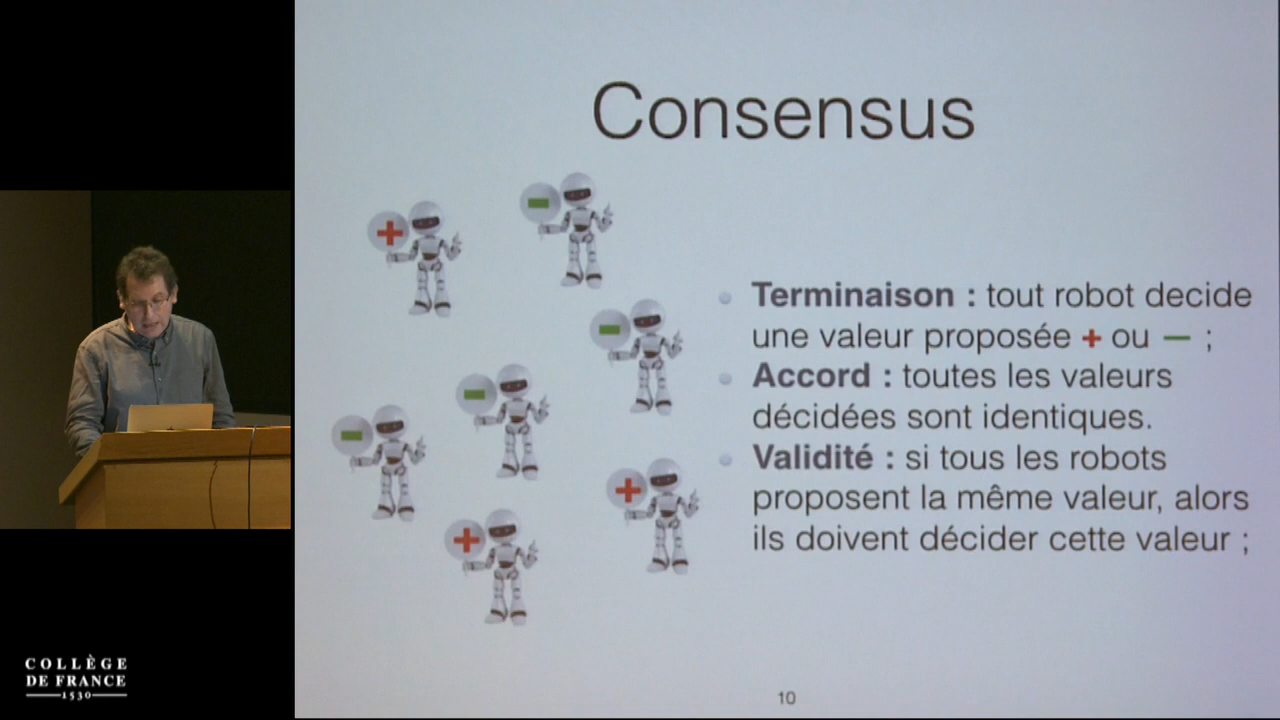 Consensus
Terminaison : tout robot decide
une valeur proposée + ou − ;
Accord : toutes les valeurs
décidées sont identiques.
Validité : si tous les robots
proposent la même valeur, alors
ils doivent décider cette valeur ;
10
COLLÈGE
DE FRANCE
1530